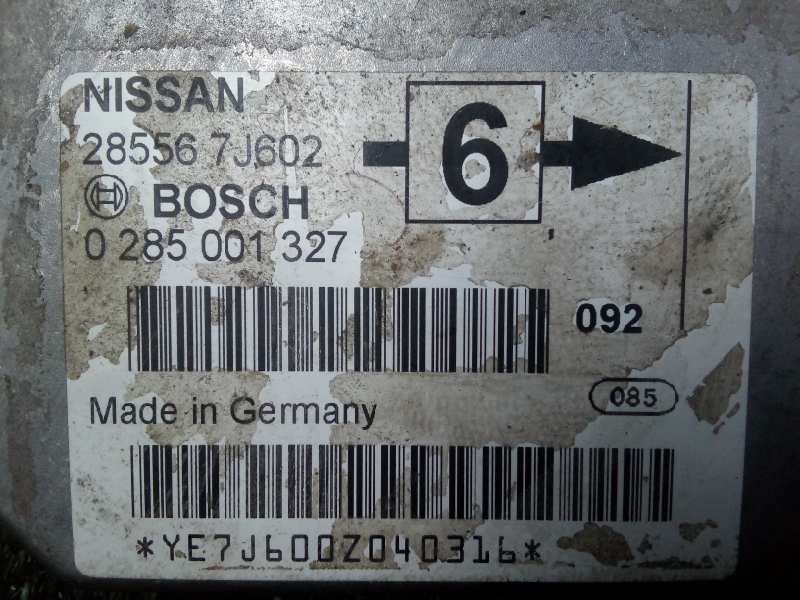 NISSAN
28556 7J602
6
BOSCH
0 285 001 327
092
Made in Germany
085
*YE7J600Z040316*